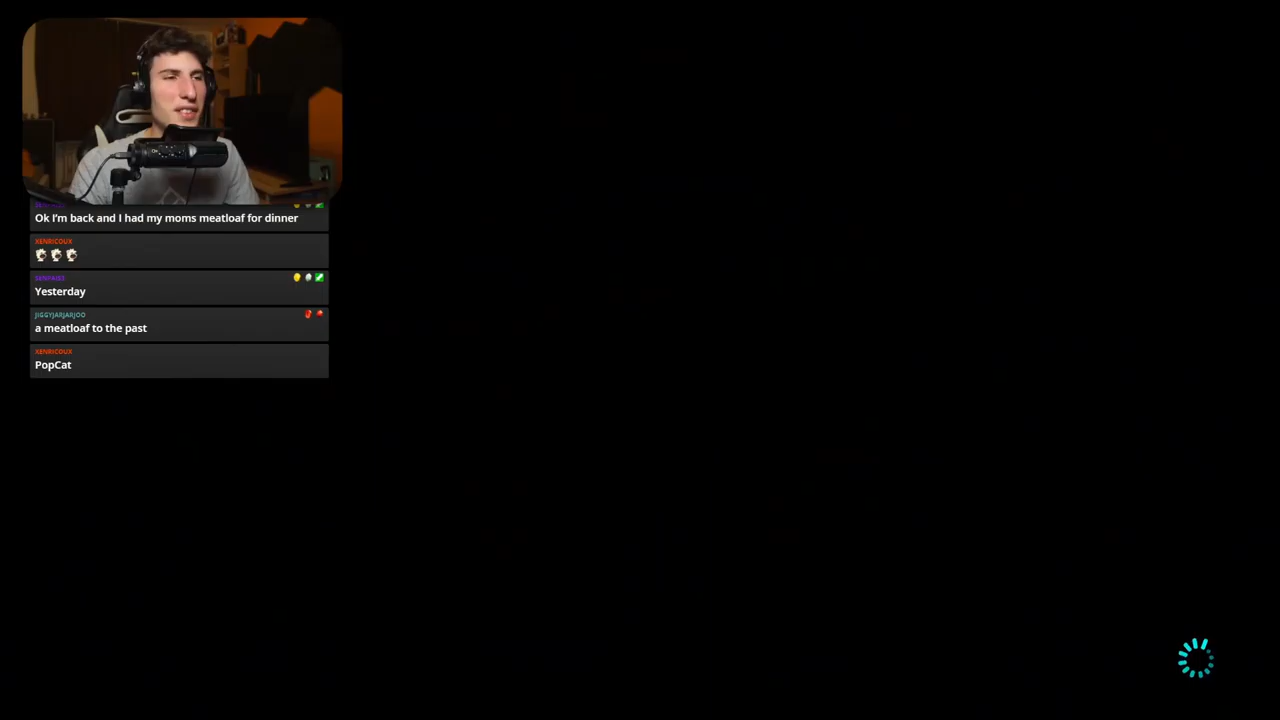 Ok I'm back and I had my moms meatloaf for dinner
XENRICOUX
Yesterday
JIGGYJARJARJOO
a meatloaf to the past
XENRICOUX
PopCat